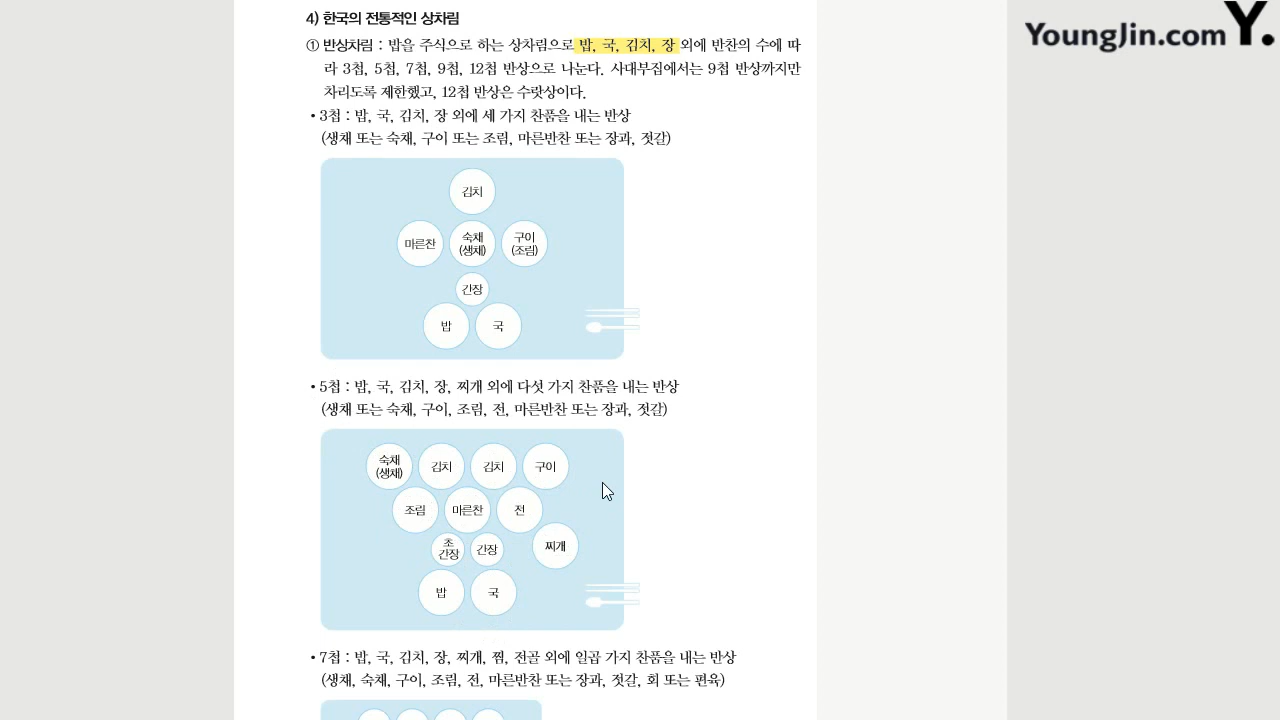 4) 한국의 전통적인 상차림
YoungJin.com Y.
① 반상차림 : 밥을 주식으로 하는 상차림으로 밥, 국, 김치, 장 외에 반찬의 수에 따
라 3첩, 5첩, 7첩, 9첩, 12첩 반상으로 나눈다. 사대부집에서는 9첩 반상까지만
차리도록 제한했고, 12첩 반상은 수랏상이다.
• 3첩 : 밥, 국, 김치, 장 외에 세 가지 찬품을 내는 반상
(생채 또는 숙채, 구이 또는 조림, 마른반찬 또는 장과, 젓갈)
김치
마른찬 숙채 구이
(생채) (조림)
간장
밥 국
• 5첩 : 밥, 국, 김치, 장, 찌개 외에 다섯 가지 찬품을 내는 반상
(생채 또는 숙채, 구이, 조림, 전, 마른반찬 또는 장과, 젓갈)
숙채 김치 김치 구이
(생채)
조림 마른찬 전
초 간장 찌개
간장
밥 국
• 7첩 : 밥, 국, 김치, 장, 찌개, 찜, 전골 외에 일곱 가지 찬품을 내는 반상
(생채, 숙채, 구이, 조림, 전, 마른반찬 또는 장과, 젓갈, 회 또는 편육)